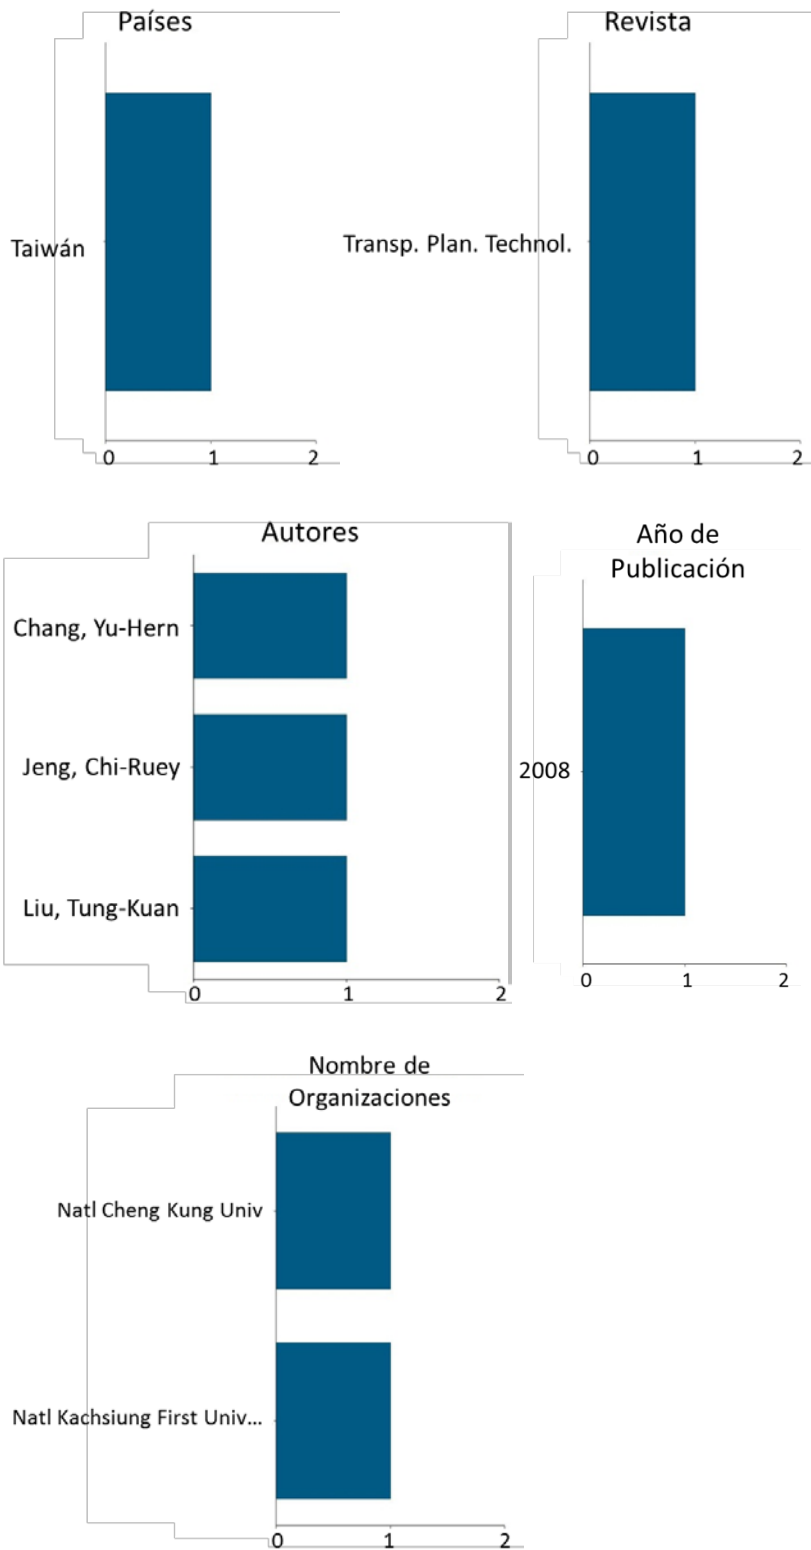 Países
Taiwán
0 1 2
Revista
Transp. Plan. Technol.
0 1 2
Autores
Chang, Yu-Hern
Jeng, Chi-Ruey
Liu, Tung-Kuan
0 1 2
Año de
Publicación
2008
0 1 2
Nombre de
Organizaciones
Natl Cheng Kung Univ
Natl Kachsiung First Univ...
0 1 2